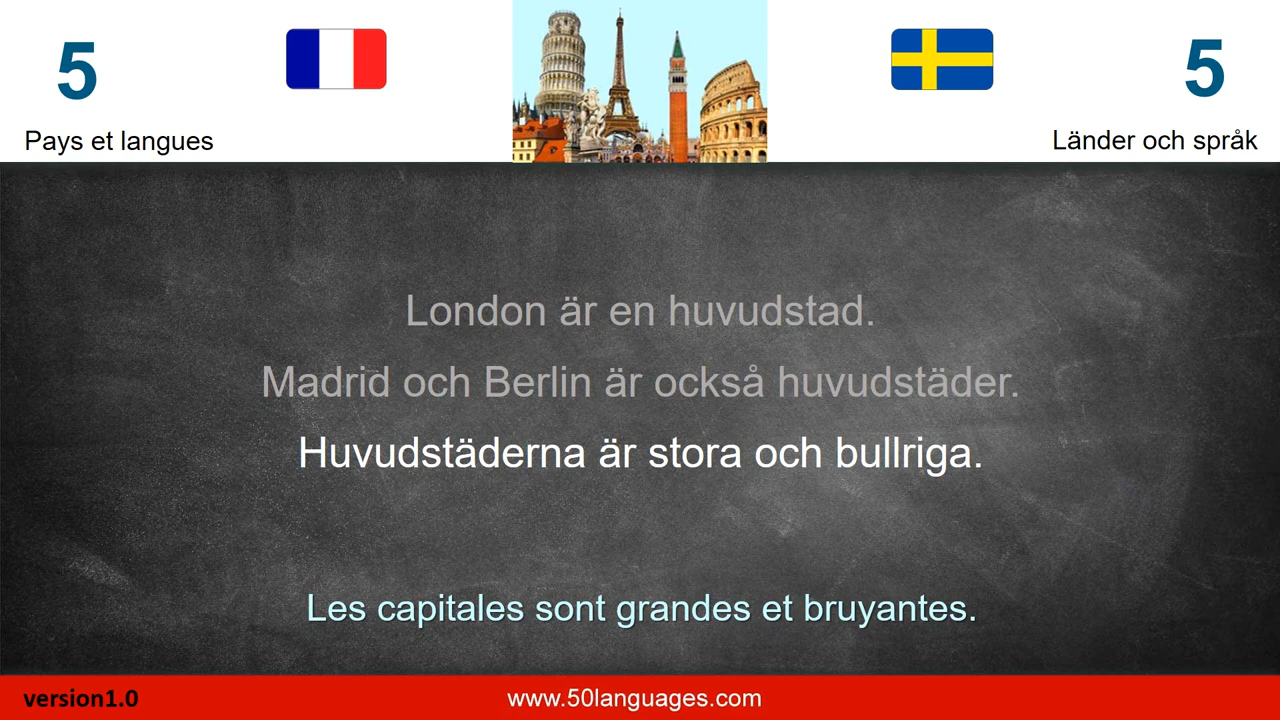 5
5
Pays et langues
Länder och språk
London är en huvudstad.
Madrid och Berlin är också huvudstäder.
Huvudstäderna är stora och bullriga.
Les capitales sont grandes et bruyantes.
version1.0
www.50languages.com